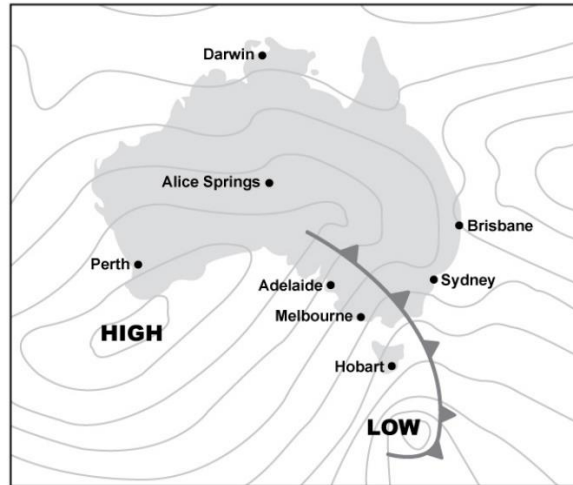 Darwin
Alice Springs
Brisbane
Perth
Adelaide
Sydney
Melbourne
HIGH
Hobart
LOW